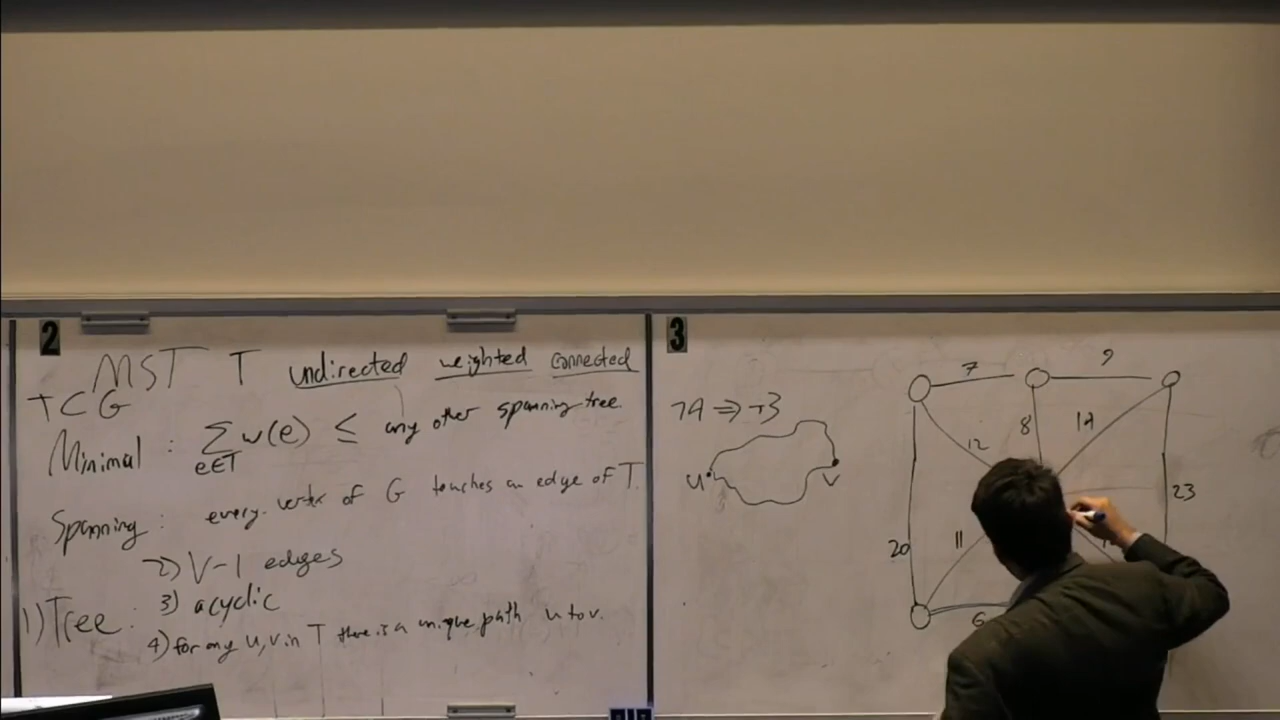 2
MST T undirected weighted connected
T ⊂ G
Minimal : ∑ w(e) ≤ any other spanning tree.
e∈T
Spanning : every vertex of G touches an edge of T.
2) V-1 edges
1) Tree : 3) acyclic
4) for any u,v in T there is a unique path u to v.
3
¬4 ⇒ ¬3
u v
7 9
8 14
12
23
20 11
6